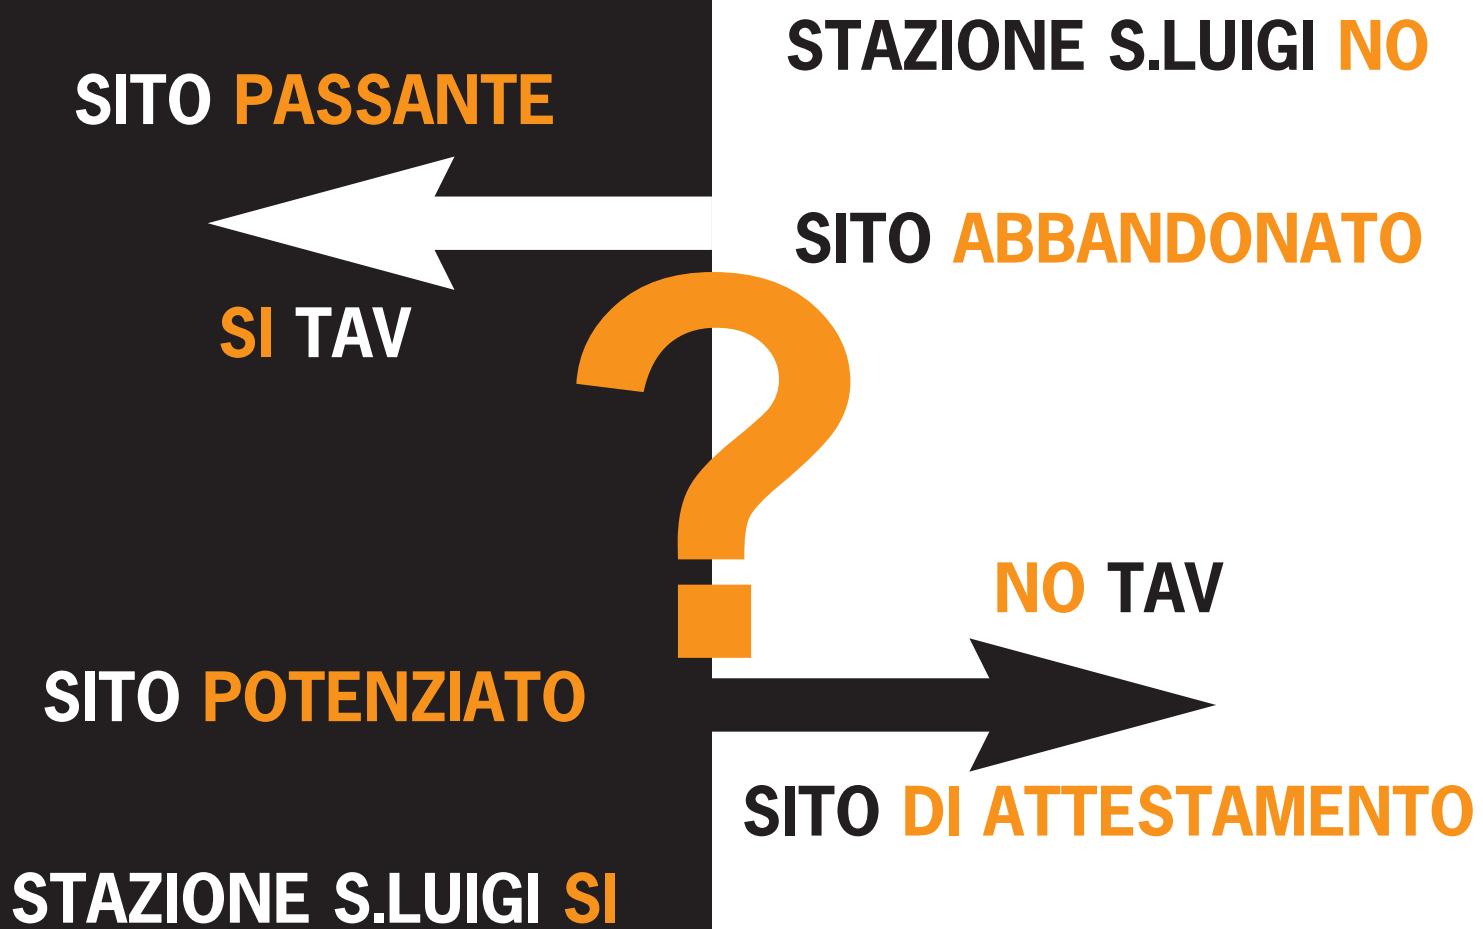 SITO PASSANTE
SI TAV
SITO POTENZIATO
STAZIONE S.LUIGI SI
?
STAZIONE S.LUIGI NO
SITO ABBANDONATO
NO TAV
SITO DI ATTESTAMENTO